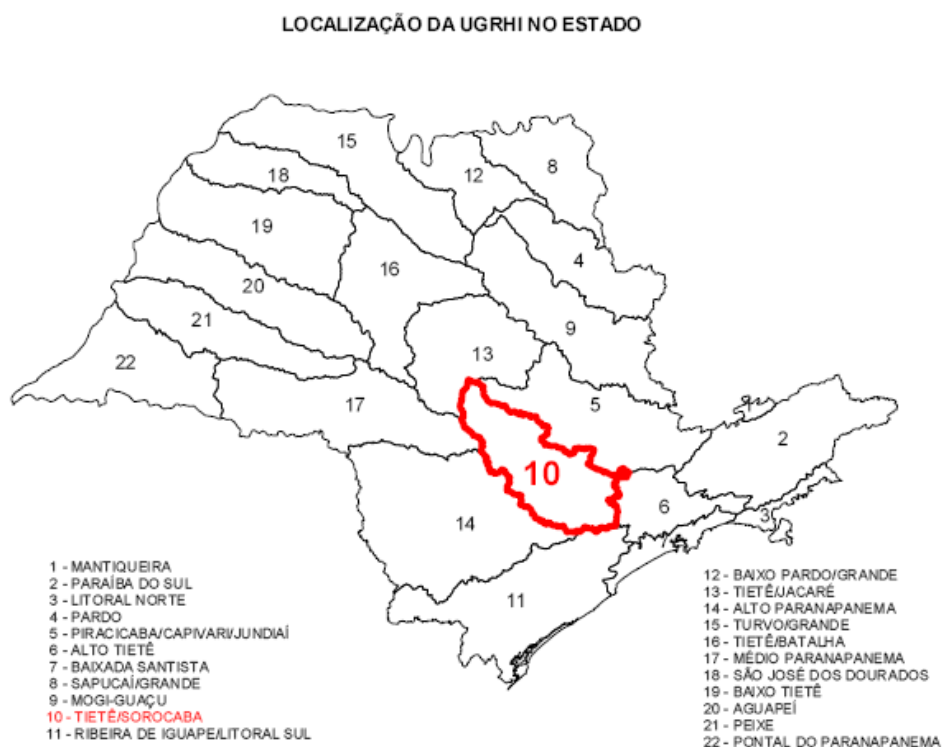 LOCALIZAÇÃO DA UGRHI NO ESTADO
15
18
12
8
19
16
4
20
21
9
22
13
17
5
1
2
10
6
3
14
7
11
1 - MANTIQUEIRA
2 - PARAÍBA DO SUL
3 - LITORAL NORTE
4 - PARDO
5 - PIRACICABA/CAPIVARI/JUNDIAÍ
6 - ALTO TIETÊ
7 - BAIXADA SANTISTA
8 - SAPUCAÍ/GRANDE
9 - MOGI-GUAÇU
10 - TIETÊ/SOROCABA
11 - RIBEIRA DE IGUAPE/LITORAL SUL
12 - BAIXO PARDO/GRANDE
13 - TIETÊ/JACARÉ
14 - ALTO PARANAPANEMA
15 - TURVO/GRANDE
16 - TIETÊ/BATALHA
17 - MÉDIO PARANAPANEMA
18 - SÃO JOSÉ DOS DOURADOS
19 - BAIXO TIETÊ
20 - AGUAPEÍ
21 - PEIXE
22 - PONTAL DO PARANAPANEMA